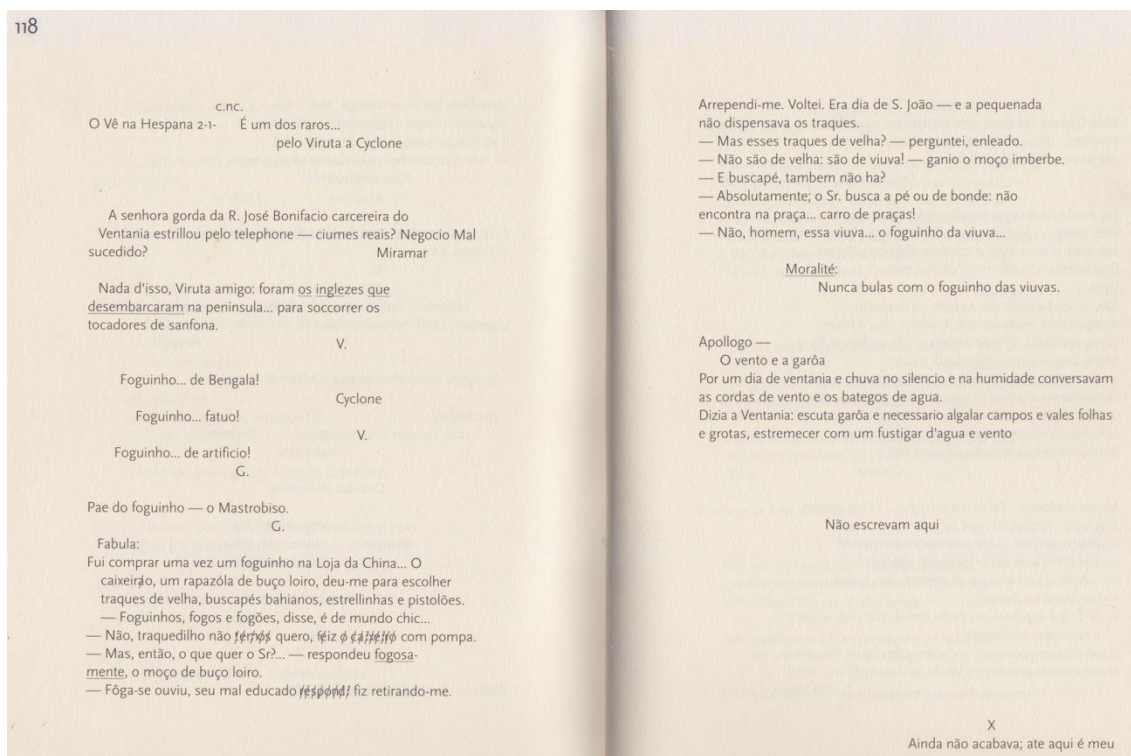 118
c.nc.
O Vê na Hespana 2-1- É um dos raros...
pelo Viruta a Cyclone
A senhora gorda da R. José Bonifacio carcereira do
Ventania estrillou pelo telephone — ciumes reais? Negocio Mal
sucedido? Miramar
Nada d'isso, Viruta amigo: foram os inglezes que
desembarcaram na peninsula... para soccorrer os
tocadores de sanfona.
V.
Foguinho... de Bengala!
Cyclone
Foguinho... fatuo!
V.
Foguinho... de artificio!
G.
Pae do foguinho — o Mastrobiso.
G.
Fabula:
Fui comprar uma vez um foguinho na Loja da China... O
caixeirão, um rapazóla de buço loiro, deu-me para escolher
traques de velha, buscapés bahianos, estrellinhas e pistolões.
— Foguinhos, fogos e fogões, disse, é de mundo chic...
— Não, traquedilho não quero, fiz com pompa.
— Mas, então, o que quer o Sr?... — respondeu fogosa-
mente, o moço de buço loiro.
— Fôga-se ouviu, seu mal educado fiz retirando-me.
Arrependi-me. Voltei. Era dia de S. João — e a pequenada
não dispensava os traques.
— Mas esses traques de velha? — perguntei, enleado.
— Não são de velha: são de viuva! — ganio o moço imberbe.
— E buscapé, tambem não ha?
— Absolutamente; o Sr. busca a pé ou de bonde: não
encontra na praça... carro de praças!
— Não, homem, essa viuva... o foguinho da viuva...
Moralité:
Nunca bulas com o foguinho das viuvas.
Apollogo —
O vento e a garôa
Por um dia de ventania e chuva no silencio e na humidade conversavam
as cordas de vento e os bategos de agua.
Dizia a Ventania: escuta garôa e necessario algalar campos e vales folhas
e grotas, estremecer com um fustigar d'agua e vento
Não escrevam aqui
X
Ainda não acabava; ate aqui é meu